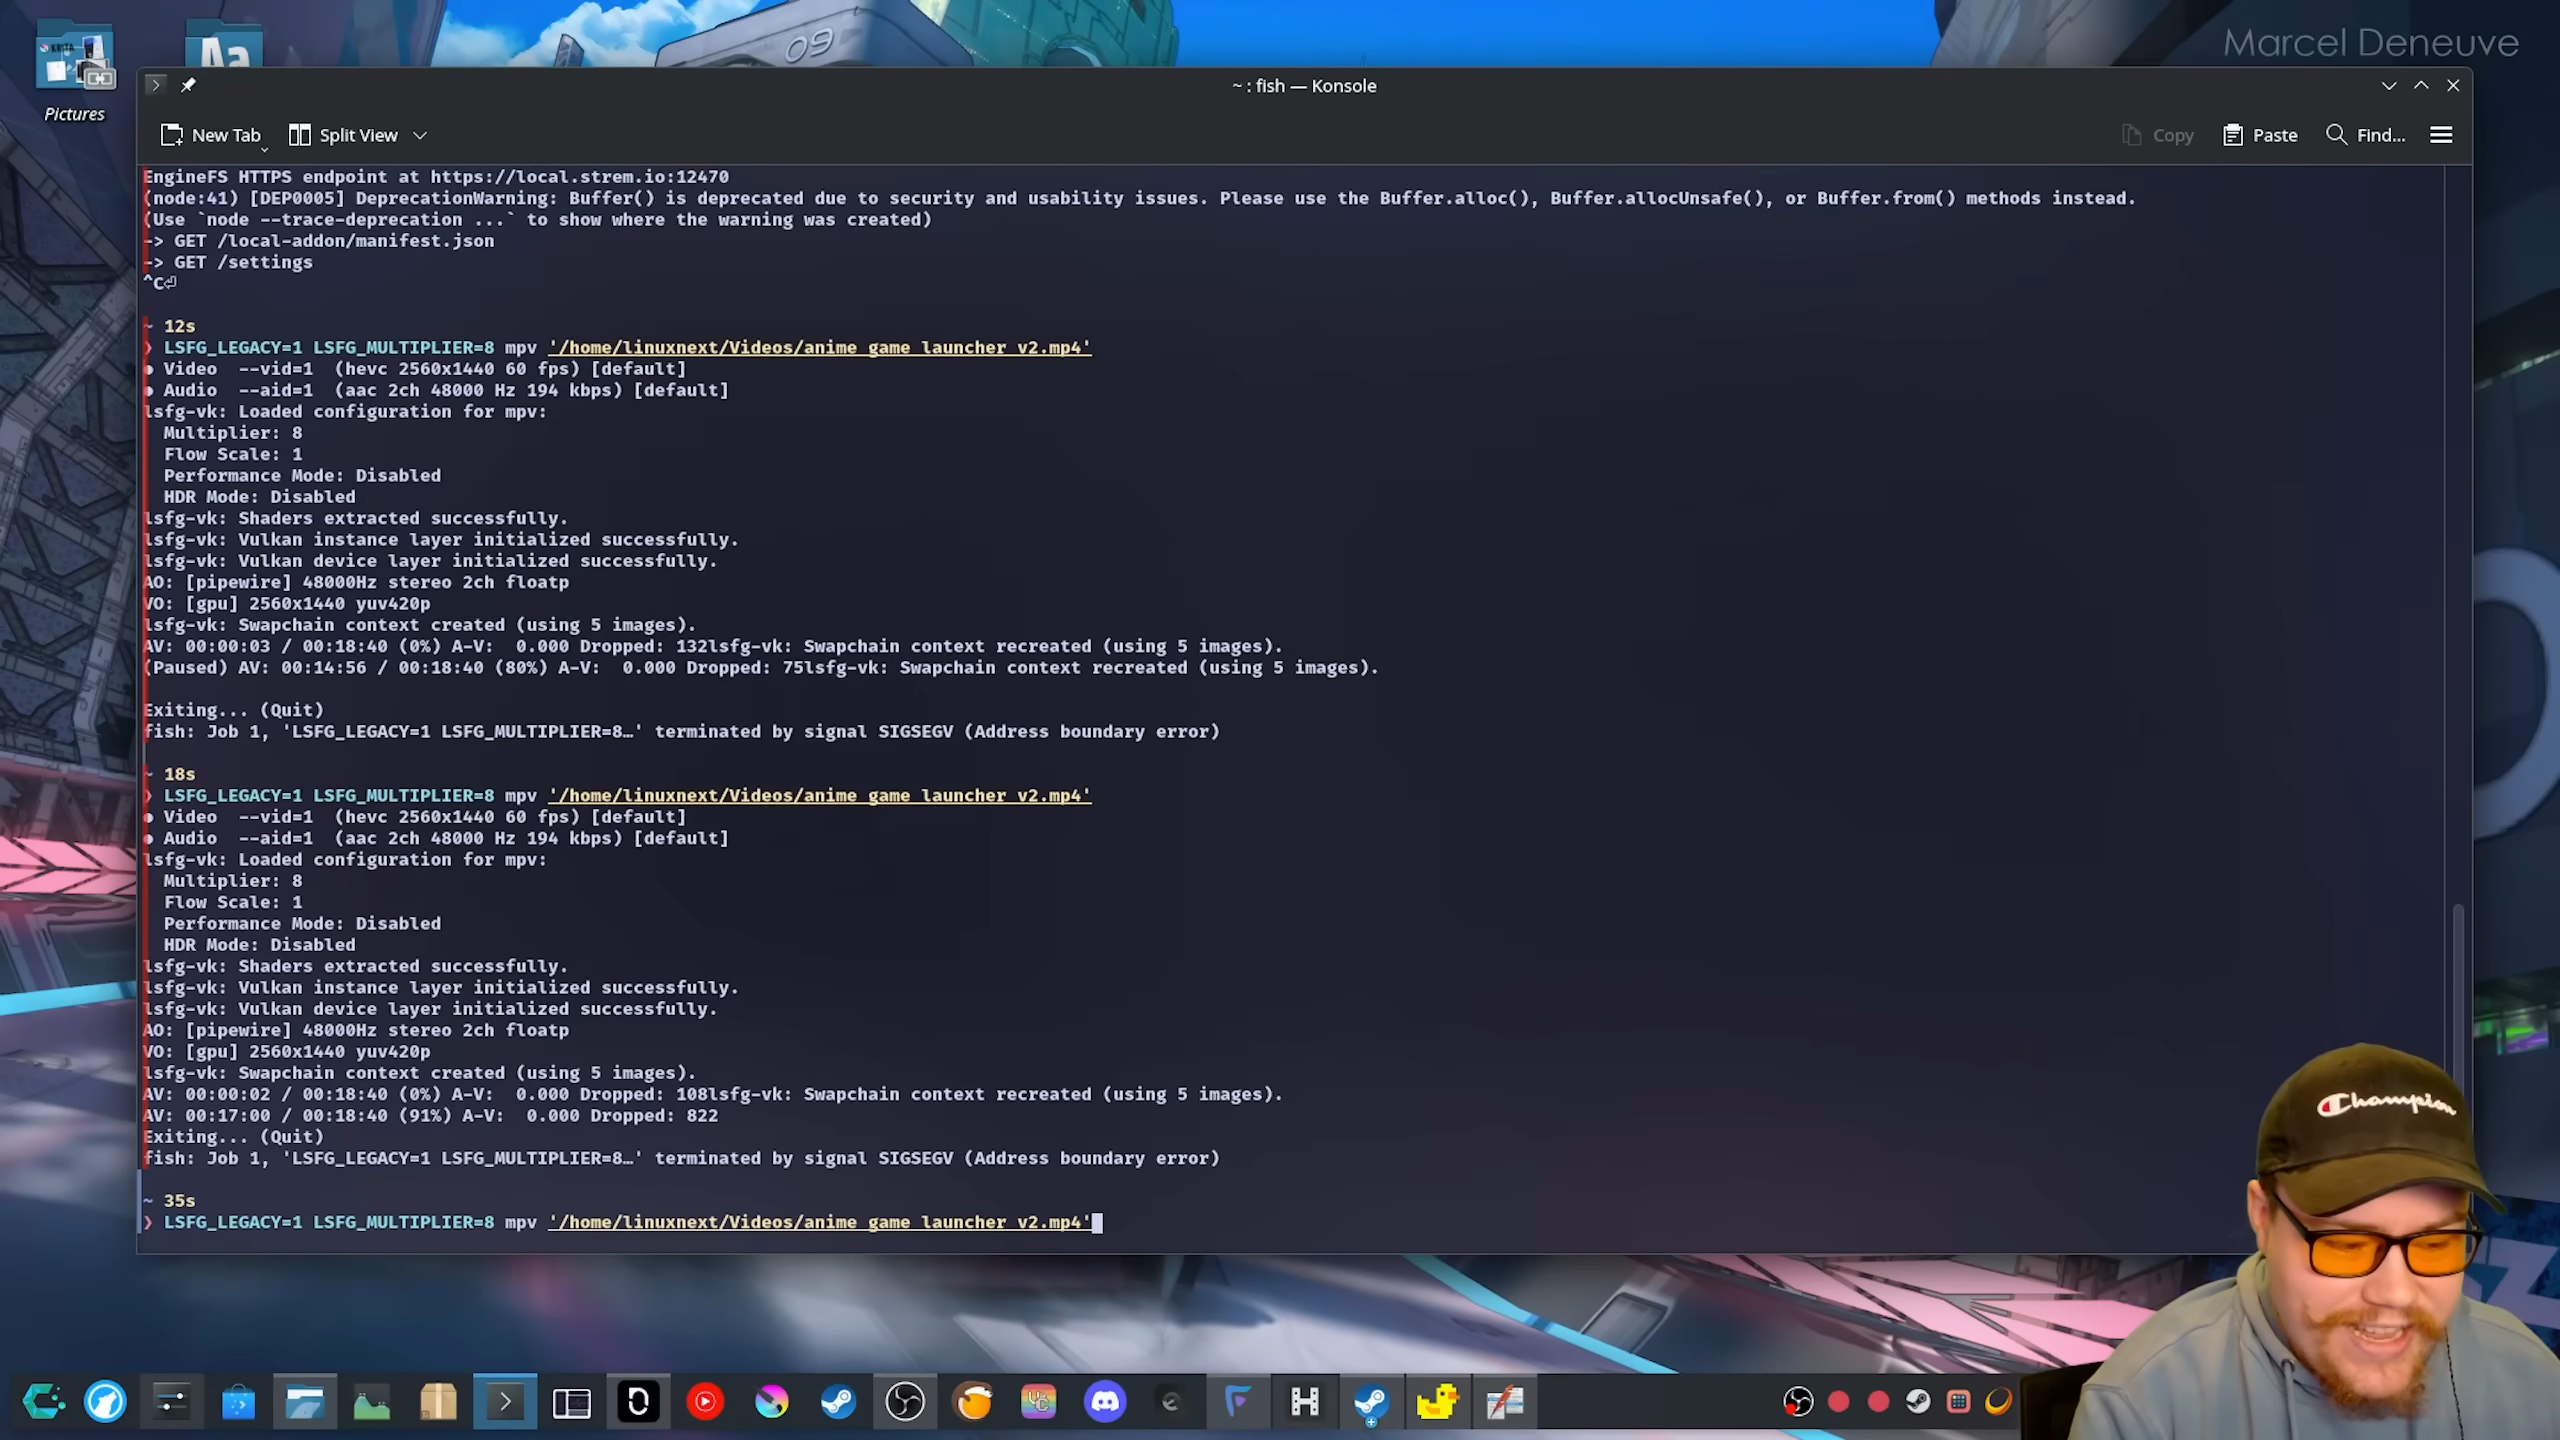 Marcel Deneuve
09
Aa
Pictures
~ : fish — Konsole
New Tab
Split View
Copy
Paste
Find...
EngineFS HTTPS endpoint at https://local.strem.io:12470
(node:41) [DEP0005] DeprecationWarning: Buffer() is deprecated due to security and usability issues. Please use the Buffer.alloc(), Buffer.allocUnsafe(), or Buffer.from() methods instead.
(Use `node --trace-deprecation ...` to show where the warning was created)
-> GET /local-addon/manifest.json
-> GET /settings
^C⏎
~ 12s
❯ LSFG_LEGACY=1 LSFG_MULTIPLIER=8 mpv '/home/linuxnext/Videos/anime game launcher v2.mp4'
● Video --vid=1 (hevc 2560x1440 60 fps) [default]
● Audio --aid=1 (aac 2ch 48000 Hz 194 kbps) [default]
lsfg-vk: Loaded configuration for mpv:
Multiplier: 8
Flow Scale: 1
Performance Mode: Disabled
HDR Mode: Disabled
lsfg-vk: Shaders extracted successfully.
lsfg-vk: Vulkan instance layer initialized successfully.
lsfg-vk: Vulkan device layer initialized successfully.
AO: [pipewire] 48000Hz stereo 2ch floatp
VO: [gpu] 2560x1440 yuv420p
lsfg-vk: Swapchain context created (using 5 images).
AV: 00:00:03 / 00:18:40 (0%) A-V: 0.000 Dropped: 132lsfg-vk: Swapchain context recreated (using 5 images).
(Paused) AV: 00:14:56 / 00:18:40 (80%) A-V: 0.000 Dropped: 75lsfg-vk: Swapchain context recreated (using 5 images).
Exiting... (Quit)
fish: Job 1, 'LSFG_LEGACY=1 LSFG_MULTIPLIER=8…' terminated by signal SIGSEGV (Address boundary error)
~ 18s
❯ LSFG_LEGACY=1 LSFG_MULTIPLIER=8 mpv '/home/linuxnext/Videos/anime game launcher v2.mp4'
● Video --vid=1 (hevc 2560x1440 60 fps) [default]
● Audio --aid=1 (aac 2ch 48000 Hz 194 kbps) [default]
lsfg-vk: Loaded configuration for mpv:
Multiplier: 8
Flow Scale: 1
Performance Mode: Disabled
HDR Mode: Disabled
lsfg-vk: Shaders extracted successfully.
lsfg-vk: Vulkan instance layer initialized successfully.
lsfg-vk: Vulkan device layer initialized successfully.
AO: [pipewire] 48000Hz stereo 2ch floatp
VO: [gpu] 2560x1440 yuv420p
lsfg-vk: Swapchain context created (using 5 images).
AV: 00:00:02 / 00:18:40 (0%) A-V: 0.000 Dropped: 108lsfg-vk: Swapchain context recreated (using 5 images).
AV: 00:17:00 / 00:18:40 (91%) A-V: 0.000 Dropped: 822
Exiting... (Quit)
fish: Job 1, 'LSFG_LEGACY=1 LSFG_MULTIPLIER=8…' terminated by signal SIGSEGV (Address boundary error)
~ 35s
❯ LSFG_LEGACY=1 LSFG_MULTIPLIER=8 mpv '/home/linuxnext/Videos/anime game launcher v2.mp4'
Champion